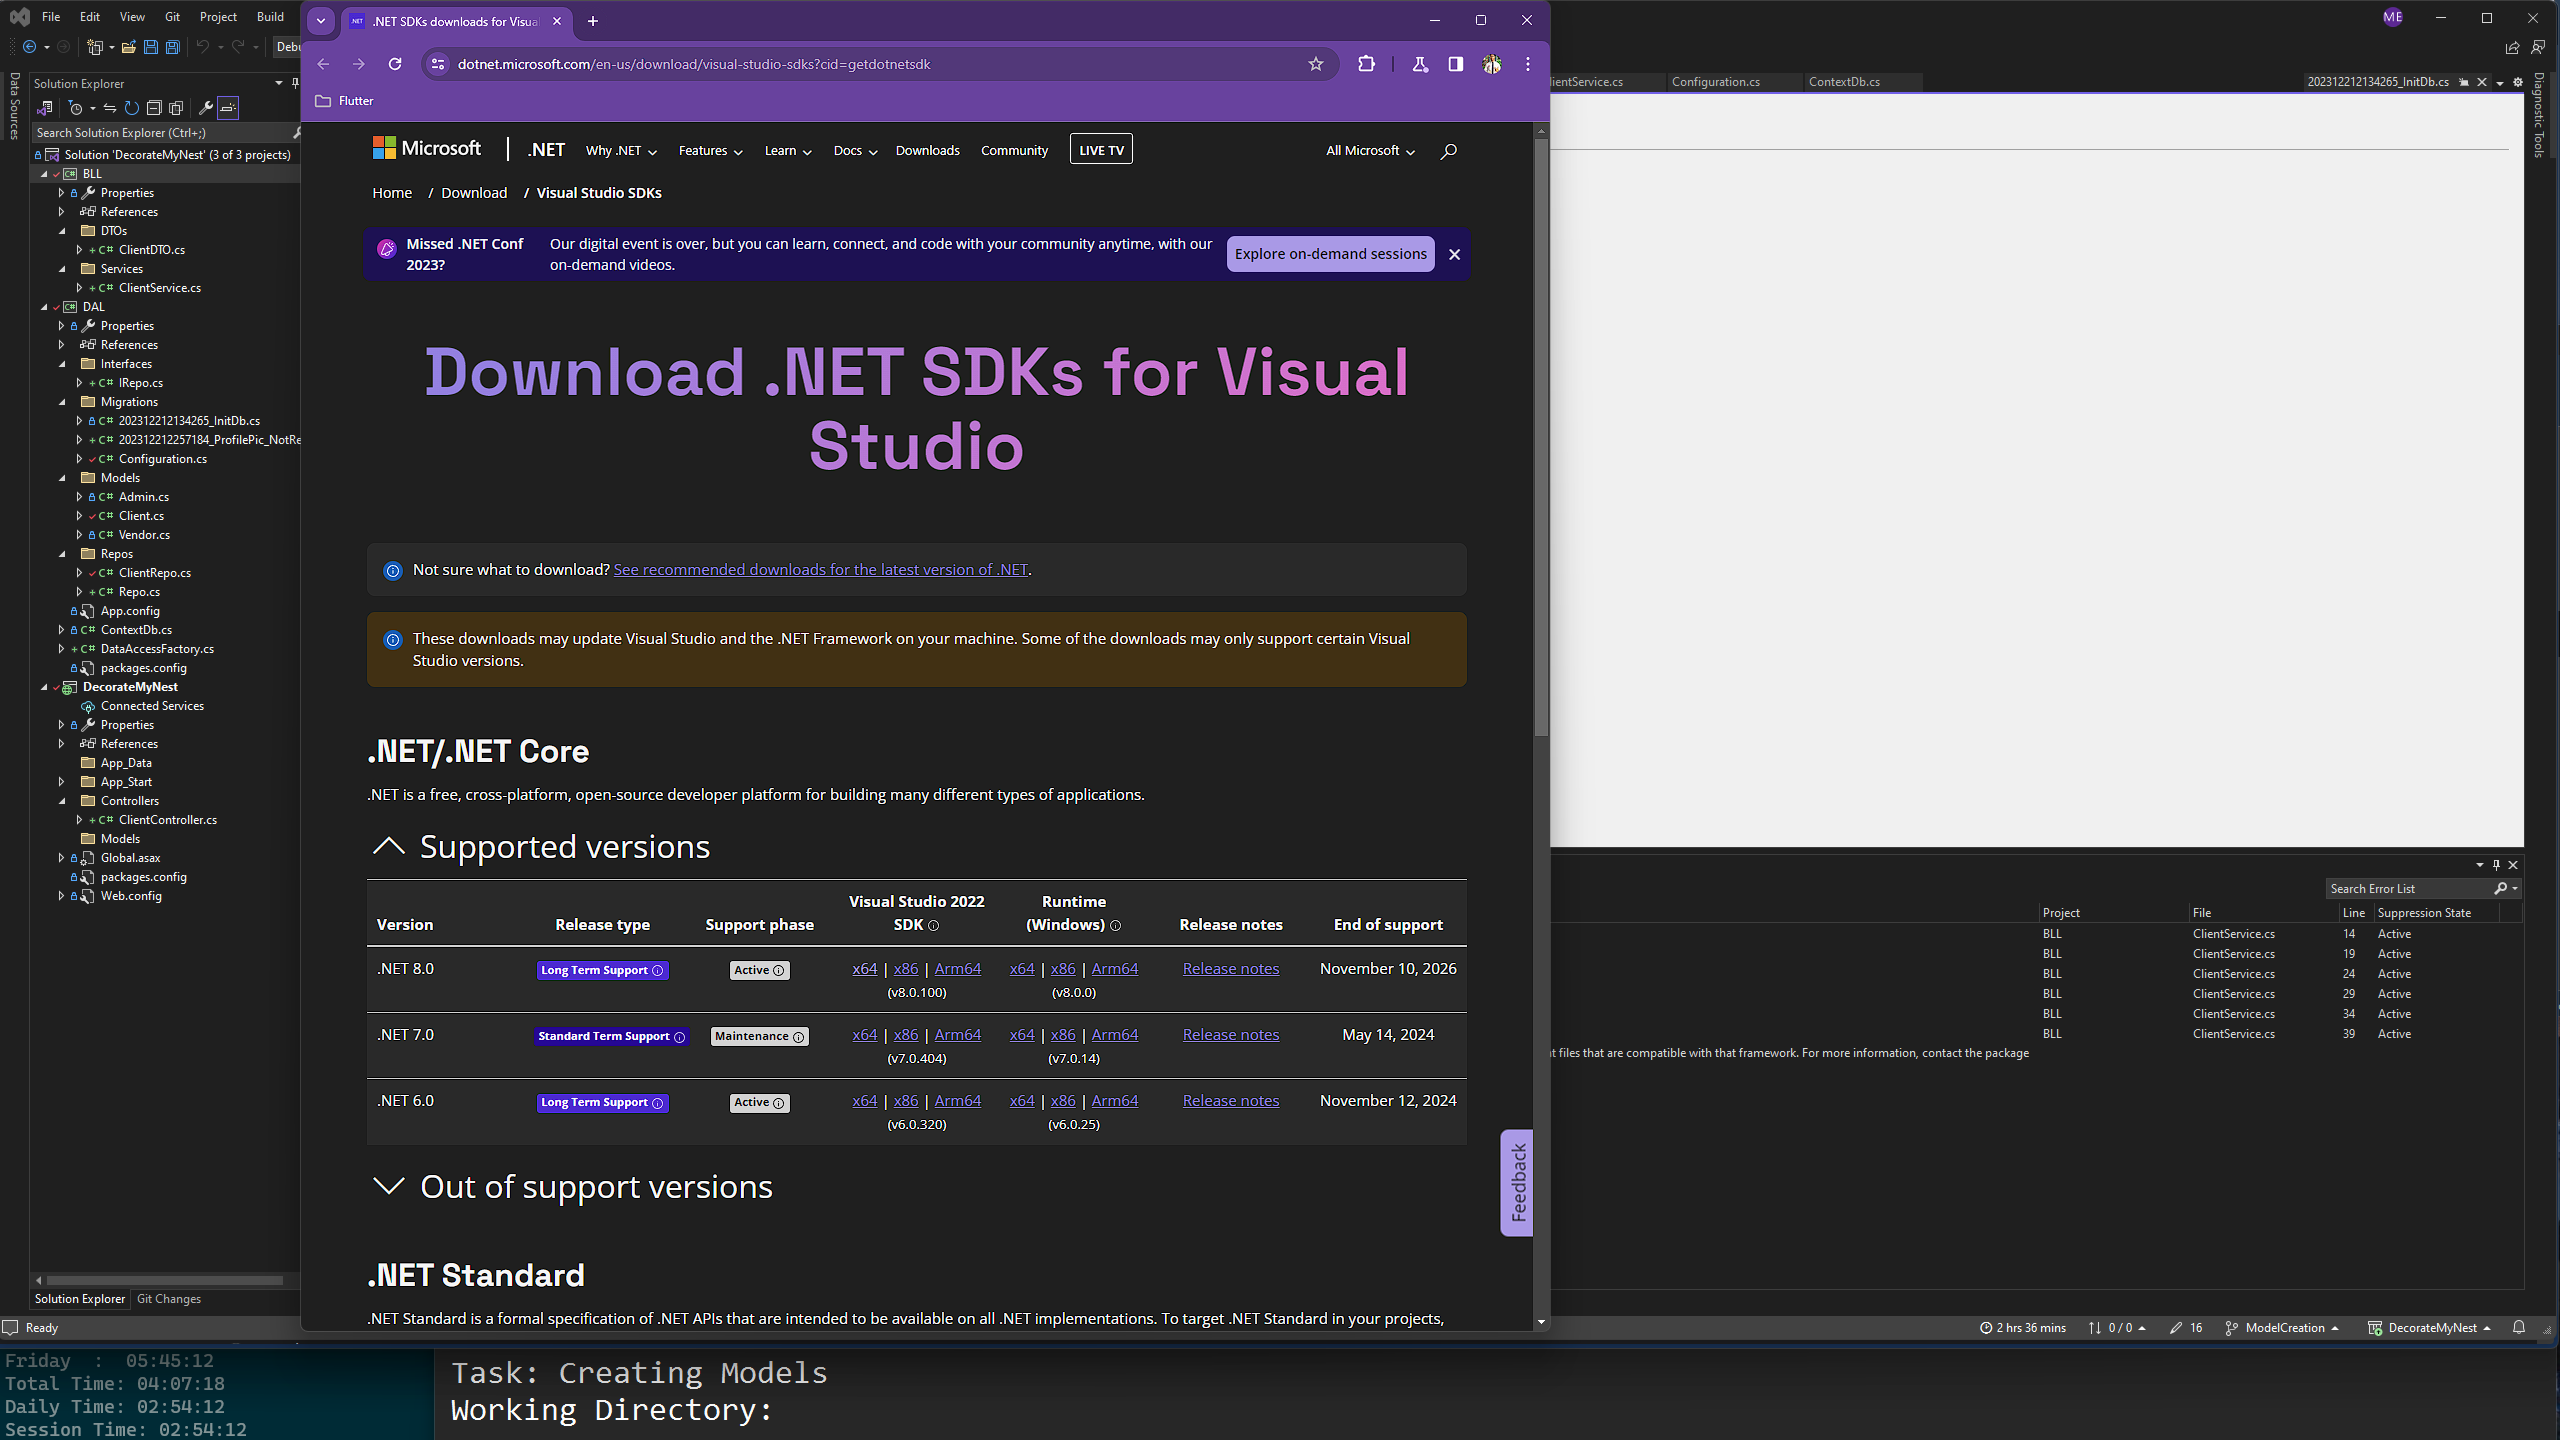 File Edit View Git Project Build
Debu
Data Sources
Solution Explorer
Search Solution Explorer (Ctrl+;)
Solution 'DecorateMyNest' (3 of 3 projects)
BLL
Properties
References
DTOs
ClientDTO.cs
Services
ClientService.cs
DAL
Properties
References
Interfaces
IRepo.cs
Migrations
202312212134265_InitDb.cs
202312212257184_ProfilePic_NotRe
Configuration.cs
Models
Admin.cs
Client.cs
Vendor.cs
Repos
ClientRepo.cs
Repo.cs
App.config
ContextDb.cs
DataAccessFactory.cs
packages.config
DecorateMyNest
Connected Services
Properties
References
App_Data
App_Start
Controllers
ClientController.cs
Models
Global.asax
packages.config
Web.config
Solution Explorer Git Changes
Ready
.NET SDKs downloads for Visua
dotnet.microsoft.com/en-us/download/visual-studio-sdks?cid=getdotnetsdk
Flutter
Microsoft .NET Why .NET Features Learn Docs Downloads Community LIVE TV All Microsoft
Home / Download / Visual Studio SDKs
Missed .NET Conf 2023?
Our digital event is over, but you can learn, connect, and code with your community anytime, with our
on-demand videos.
Explore on-demand sessions
Download .NET SDKs for Visual
Studio
Not sure what to download? See recommended downloads for the latest version of .NET.
These downloads may update Visual Studio and the .NET Framework on your machine. Some of the downloads may only support certain Visual
Studio versions.
.NET/.NET Core
.NET is a free, cross-platform, open-source developer platform for building many different types of applications.
Supported versions
Version Release type Support phase Visual Studio 2022 SDK Runtime (Windows) Release notes End of support
.NET 8.0 Long Term Support Active x64 | x86 | Arm64 x64 | x86 | Arm64 Release notes November 10, 2026
(v8.0.100) (v8.0.0)
.NET 7.0 Standard Term Support Maintenance x64 | x86 | Arm64 x64 | x86 | Arm64 Release notes May 14, 2024
(v7.0.404) (v7.0.14)
.NET 6.0 Long Term Support Active x64 | x86 | Arm64 x64 | x86 | Arm64 Release notes November 12, 2024
(v6.0.320) (v6.0.25)
Out of support versions
.NET Standard
.NET Standard is a formal specification of .NET APIs that are intended to be available on all .NET implementations. To target .NET Standard in your projects,
Feedback
ME
lientService.cs Configuration.cs ContextDb.cs 202312212134265_InitDb.cs
Diagnostic Tools
Search Error List
Project File Line Suppression State
BLL ClientService.cs 14 Active
BLL ClientService.cs 19 Active
BLL ClientService.cs 24 Active
BLL ClientService.cs 29 Active
BLL ClientService.cs 34 Active
BLL ClientService.cs 39 Active
t files that are compatible with that framework. For more information, contact the package
2 hrs 36 mins 0 / 0 16 ModelCreation DecorateMyNest
Friday : 05:45:12
Total Time: 04:07:18
Daily Time: 02:54:12
Session Time: 02:54:12
Task: Creating Models
Working Directory: